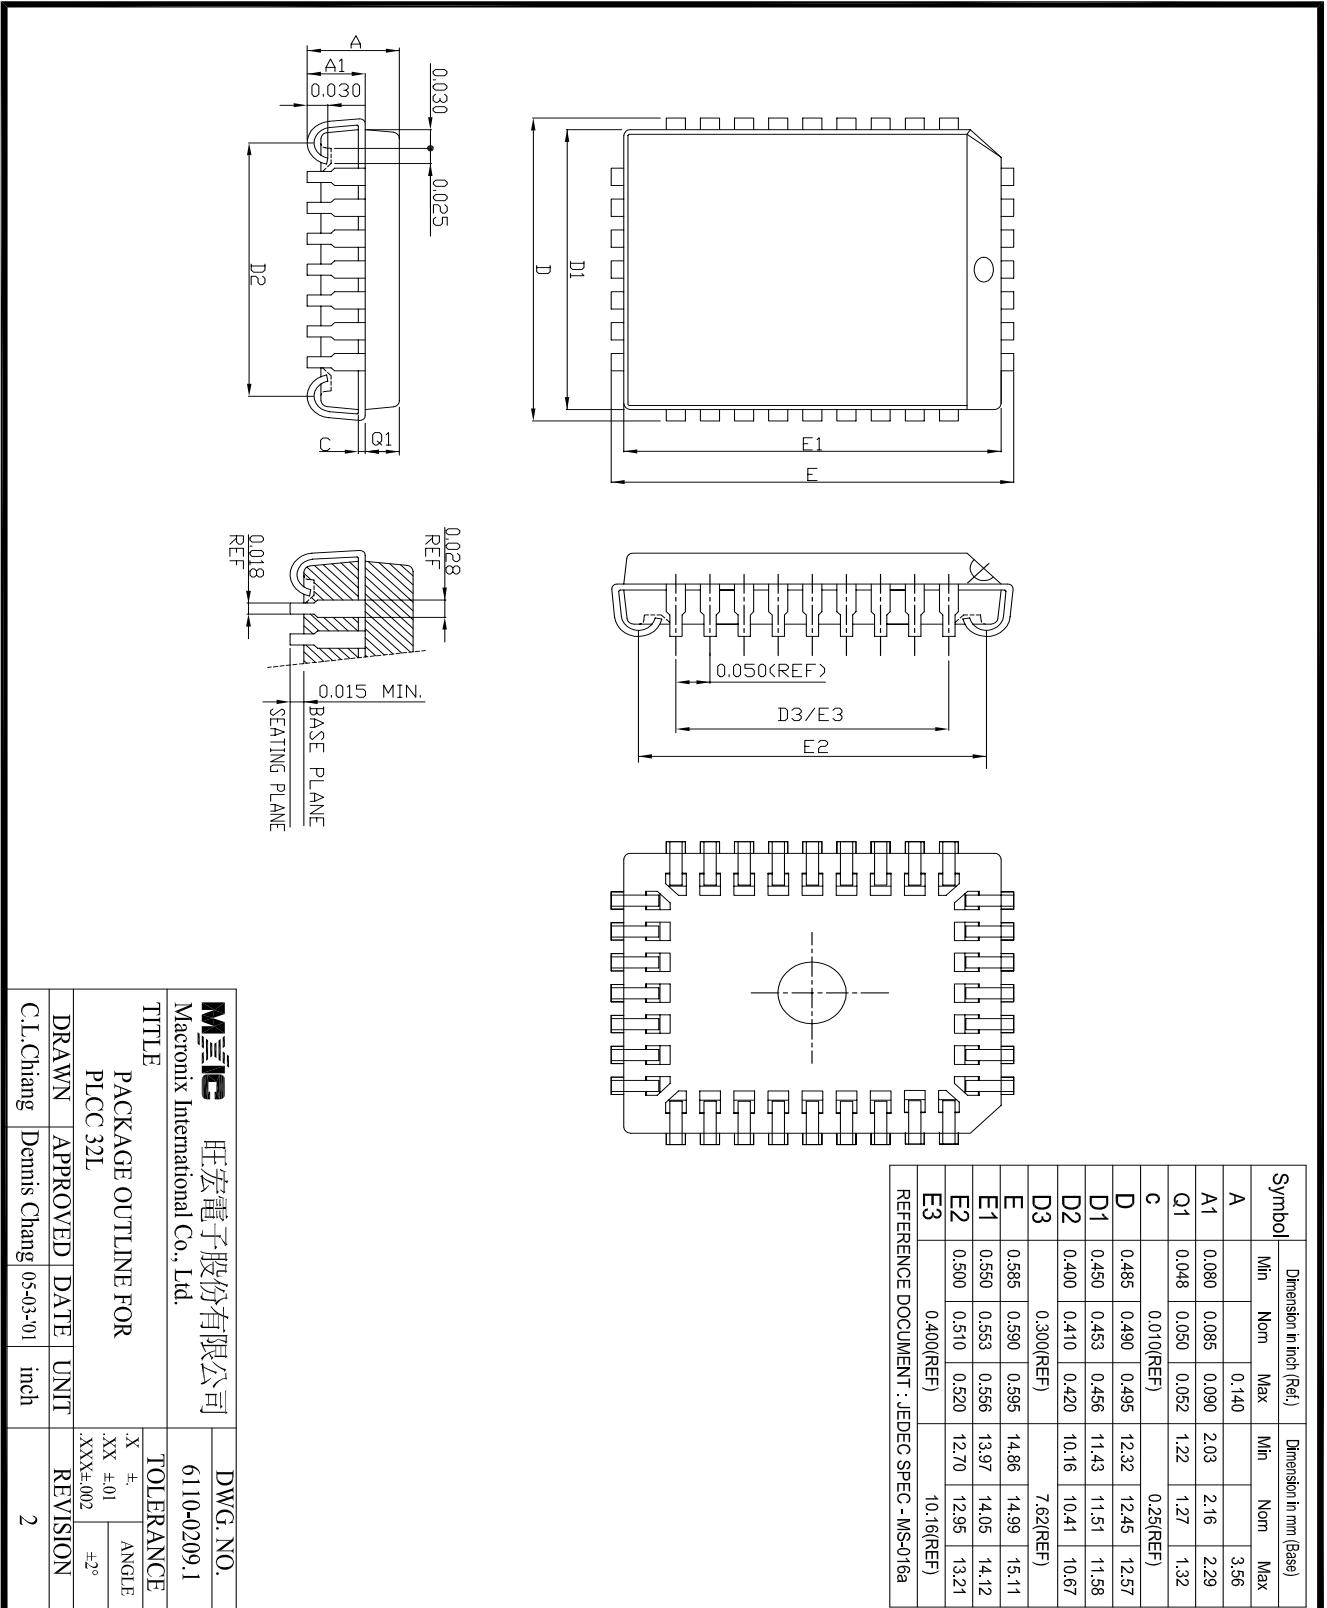 A
A1
0.030
0.030
0.025
D2
C
Q1
D
D1
E1
E
0.028
REF
0.018
REF
0.015 MIN.
BASE PLANE
SEATING PLANE
0.050(REF)
D3/E3
E2
Symbol Dimension in inch (Ref.) Dimension in mm (Base)
Min Nom Max Min Nom Max
A 0.140 3.56
A1 0.080 0.085 0.090 2.03 2.16 2.29
Q1 0.048 0.050 0.052 1.22 1.27 1.32
C 0.010(REF) 0.25(REF)
D 0.485 0.490 0.495 12.32 12.45 12.57
D1 0.450 0.453 0.456 11.43 11.51 11.58
D2 0.400 0.410 0.420 10.16 10.41 10.67
D3 0.300(REF) 7.62(REF)
E 0.585 0.590 0.595 14.86 14.99 15.11
E1 0.550 0.553 0.556 13.97 14.05 14.12
E2 0.500 0.510 0.520 12.70 12.95 13.21
E3 0.400(REF) 10.16(REF)
REFERENCE DOCUMENT : JEDEC SPEC - MS-016a
MXIC 旺宏電子股份有限公司
Macronix International Co., Ltd.
DWG. NO.
6110-0209.1
TITLE
PACKAGE OUTLINE FOR
PLCC 32L
TOLERANCE
.X ±.
.XX ±.01
.XXX±.002
ANGLE
±2°
DRAWN APPROVED DATE UNIT REVISION
C.L.Chiang Dennis Chang 05-03-'01 inch 2